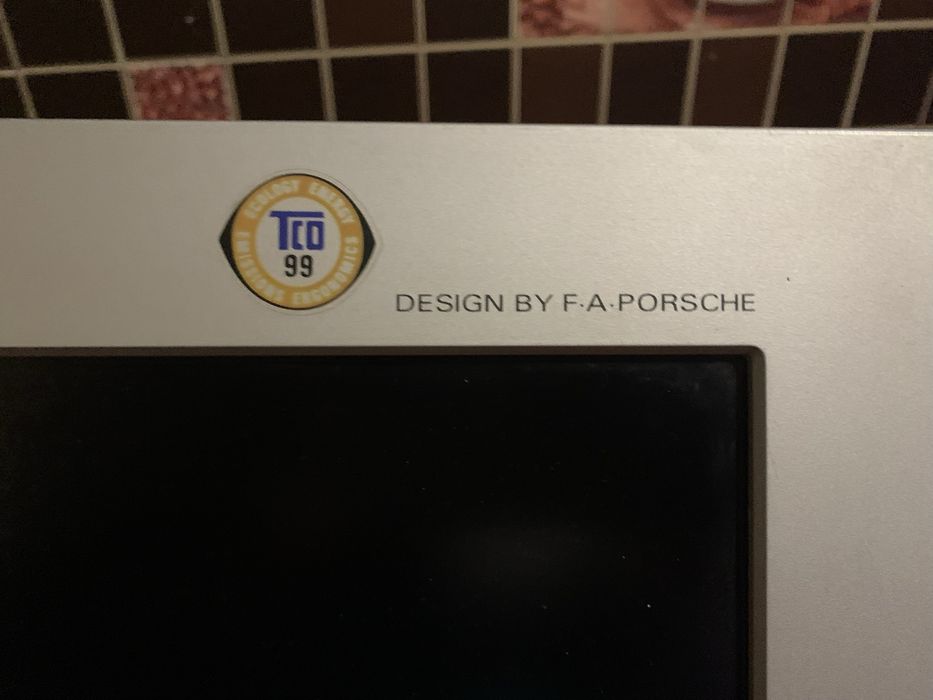 ECOLOGY ENERGY
TCO
99
EMISSIONS ERGONOMICS
DESIGN BY F·A·PORSCHE